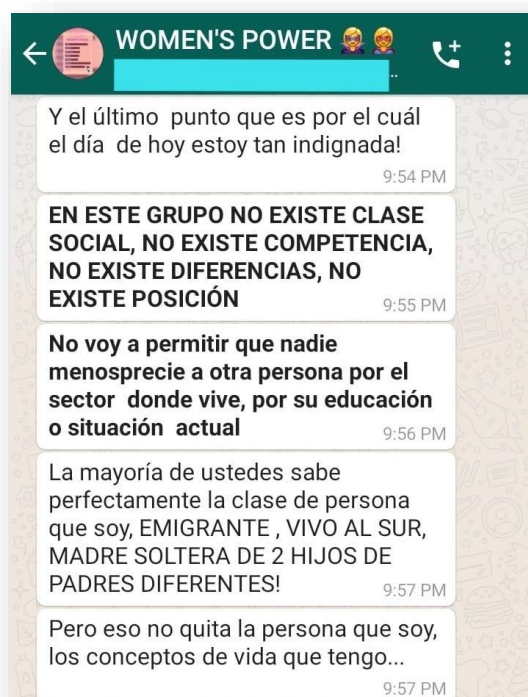 WOMEN'S POWER
Y el último punto que es por el cuál
el día de hoy estoy tan indignada!
9:54 PM
EN ESTE GRUPO NO EXISTE CLASE
SOCIAL, NO EXISTE COMPETENCIA,
NO EXISTE DIFERENCIAS, NO
EXISTE POSICIÓN
9:55 PM
No voy a permitir que nadie
menosprecie a otra persona por el
sector donde vive, por su educación
o situación actual
9:56 PM
La mayoría de ustedes sabe
perfectamente la clase de persona
que soy, EMIGRANTE , VIVO AL SUR,
MADRE SOLTERA DE 2 HIJOS DE
PADRES DIFERENTES!
9:57 PM
Pero eso no quita la persona que soy,
los conceptos de vida que tengo...
9:57 PM